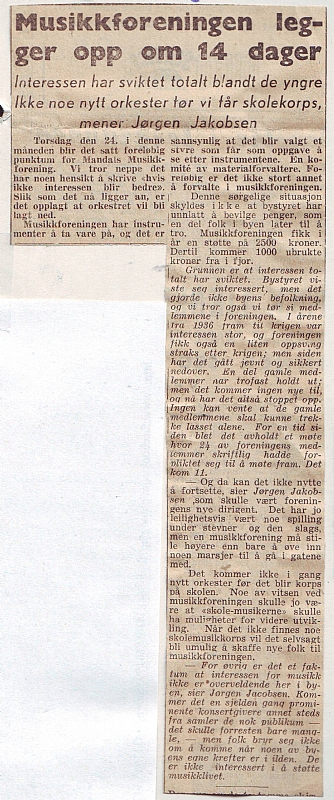 Musikkforeningen leg-
ger opp om 14 dager
Interessen har sviktet totalt blandt de yngre
Ikke noe nytt orkester før vi får skolekorps,
mener Jørgen Jakobsen
Torsdag den 24. i denne
måneden blir det satt foreløbig
punktum for Mandals Musikk-
forening. Vi tror neppe det
har noen hensikt å skrive «hvis
ikke interessen blir bedre».
Slik som det nå ligger an, er
det opplagt at orkestret vil bli
lagt ned.
Musikkforeningen har instru-
menter å ta vare på, og det er
sannsynlig at det blir valgt et
styre som får som oppgave å
se etter instrumentene. En ko-
mité av materialforvaltere. Fo-
reløbig er det ikke stort annet
å forvalte i musikkforeningen.
Denne sørgelige situasjon
skyldes ikke at bystyret har
unnlatt å bevilge penger, som
en del folk i byen later til å
tro. Musikkforeningen fikk i
år en støtte på 2500 kroner.
Dertil kommer 1000 ubrukte
kroner fra i fjor.
Grunnen er at interessen to-
talt har sviktet. Bystyret vi-
ste seg interessert, men det
gjorde ikke byens befolkning,
og vi tror også vi tør si med-
lemmene i foreningen. I årene
fra 1936 fram til krigen var
interessen stor, og foreningen
fikk også en liten oppsving
straks etter krigen; men siden
har det gått jevnt og sikkert
nedover. En del gamle med-
lemmer har trofast holdt ut;
men det kommer ingen nye til,
og nå har det altså stoppet opp.
Ingen kan vente at de gamle
medlemmene skal kunne trek-
ke lasset alene. For en tid si-
den blet det avholdt et møte
hvor 24 av foreningens med-
lemmer skriftlig hadde for-
pliktet seg til å møte fram. Det
kom 11.
— Og da kan det ikke nytte
å fortsette, sier Jørgen Jakob-
sen som skulle vært forenin-
gens nye dirigent. Det har jo
leilighetsvis vært noe spilling
under stevner og den slags,
men en musikkforening må sti-
le høyere enn bare å øve inn
noen marsjer til å gå i gatene
med.
Det kommer ikke i gang
nytt orkester før det blir korps
på skolen. Noe av vitsen ved
musikkforeningen skulle jo væ-
re at «skole-musikerne» skulle
ha muligheter for videre utvik-
ling. Når det ikke finnes noe
skolemusikkorps vil det selvsagt
bli umulig å skaffe nye folk til
musikkforeningen.
— For øvrig er det et fak-
tum at interessen for musikk
ikke er overveldende her i by-
en, sier Jørgen Jacobsen. Kom-
mer det en sjelden gang promi-
nente konsertgivere annet steds
fra samler de nok publikum —
det skulle forresten bare mang-
le, — men folk bryr seg ikke
om å komme når noen av by-
ens egne krefter er i ilden. De
er ikke interessert i å støtte
musikklivet.